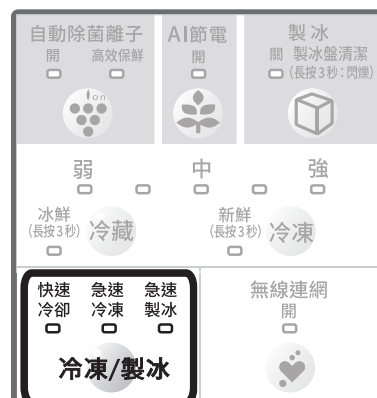 自動除菌離子
開 高效保鮮
Ion
AI節電
開
製冰
關 製冰盤清潔
(長按3秒:閃爍)
弱 中 強
冰鮮
(長按3秒)
冷藏
新鮮
(長按3秒)
冷凍
快速
冷卻
急速
冷凍
急速
製冰
冷凍/製冰
無線連網
開